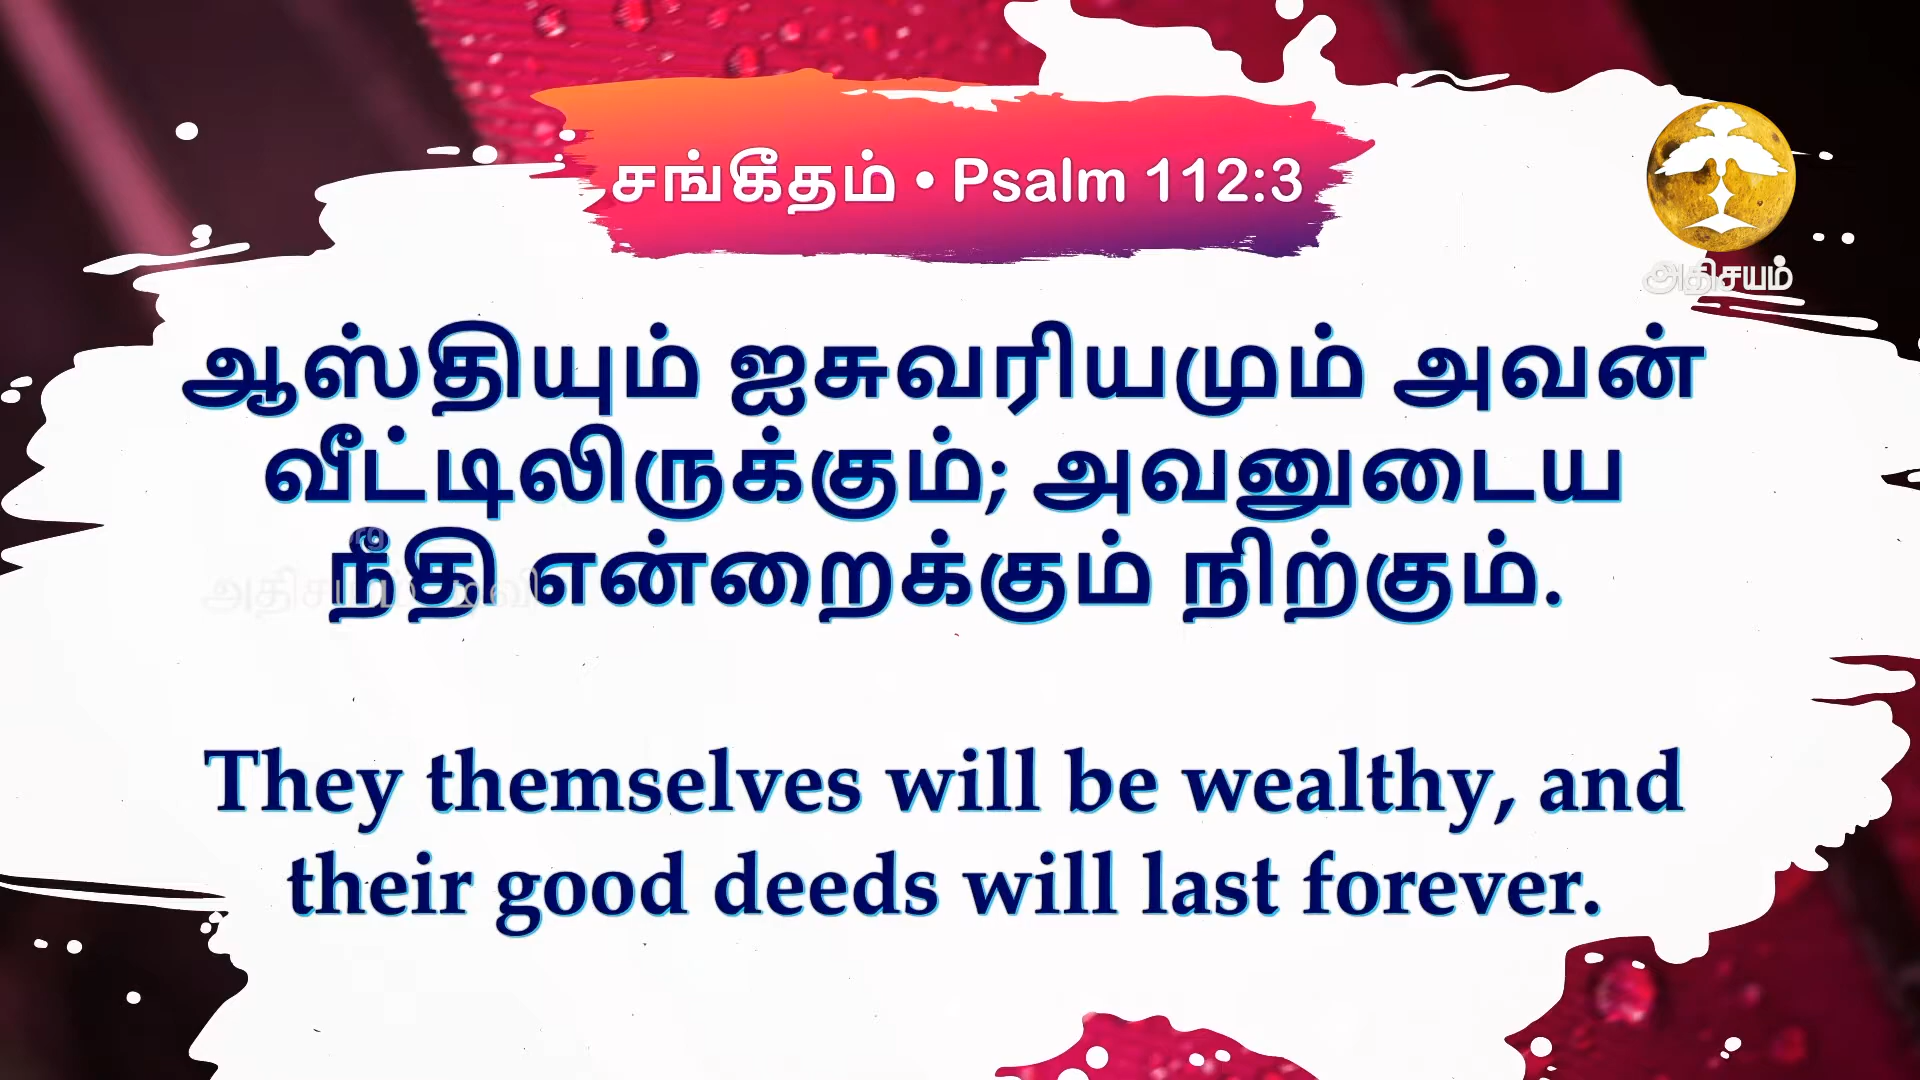 சங்கீதம் • Psalm 112:3
அதிசயம்
ஆஸ்தியும் ஐசுவரியமும் அவன்
வீட்டிலிருக்கும்; அவனுடைய
நீதி என்றைக்கும் நிற்கும்.
They themselves will be wealthy, and
their good deeds will last forever.